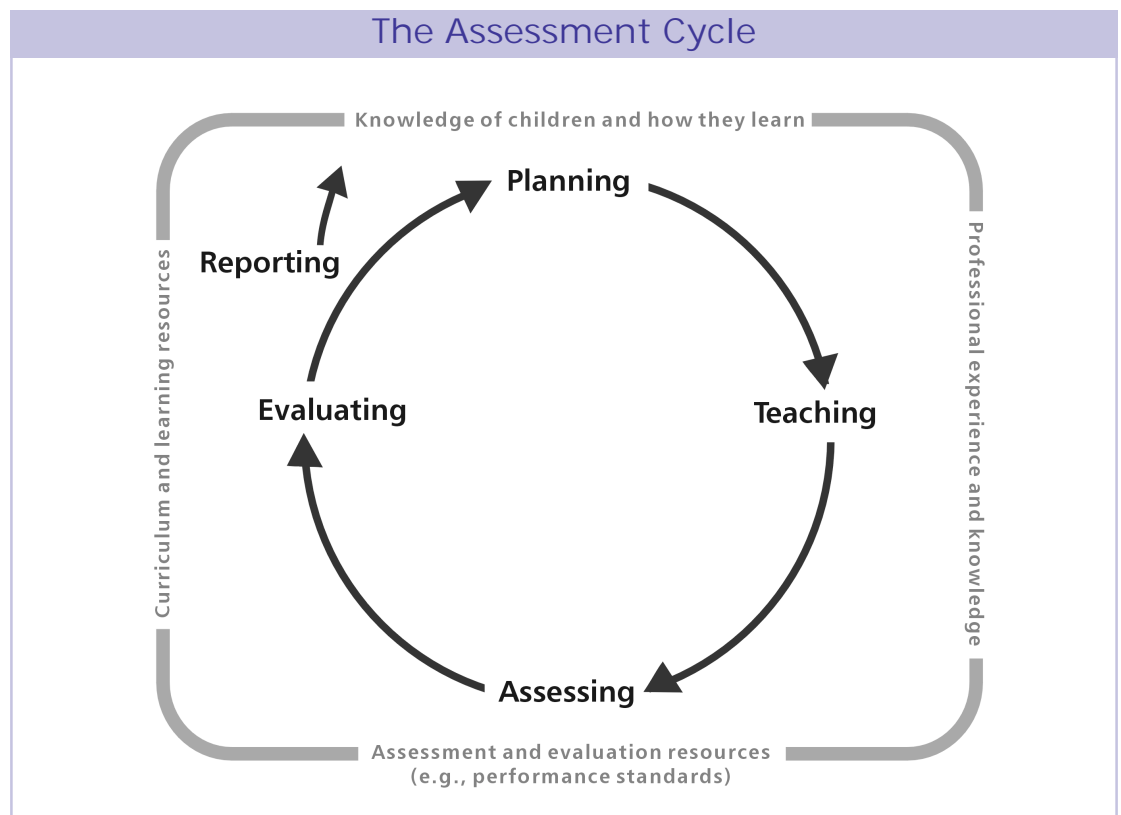 The Assessment Cycle
Knowledge of children and how they learn
Planning
Reporting
Curriculum and learning resources
Professional experience and knowledge
Evaluating
Teaching
Assessing
Assessment and evaluation resources
(e.g., performance standards)